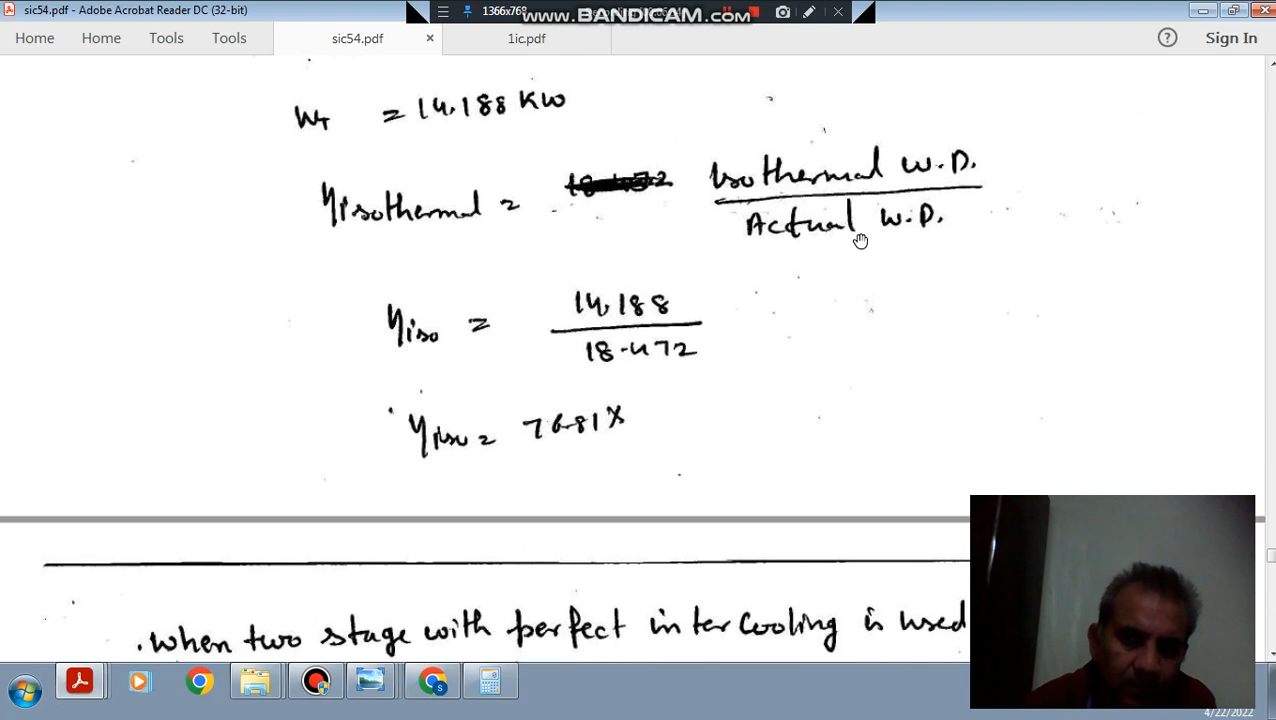 sic54.pdf - Adobe Acrobat Reader DC (32-bit)
1366x768
www.BANDICAM.com
Home Home Tools Tools sic54.pdf × 1ic.pdf ? Sign In
WT = 14.188 KW
ηisothermal = Isothermal W.D.
Actual W.D.
ηiso = 14.188
18.472
ηiso = 76.81%
When two stage with perfect intercooling is used
4/22/2022